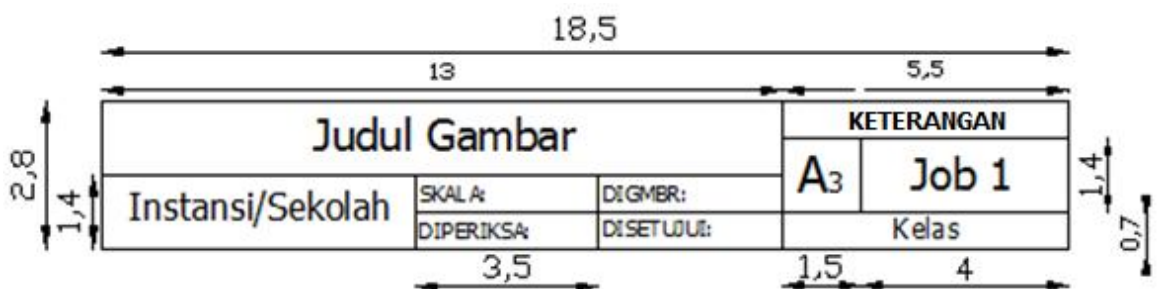 18,5
13
5,5
Judul Gambar
KETERANGAN
2,8
1,4
Instansi/Sekolah
SKALA:
DIGMBR:
A3
Job 1
1,4
DIPERIKSA:
DISETUJUI:
Kelas
0,7
3,5
1,5
4